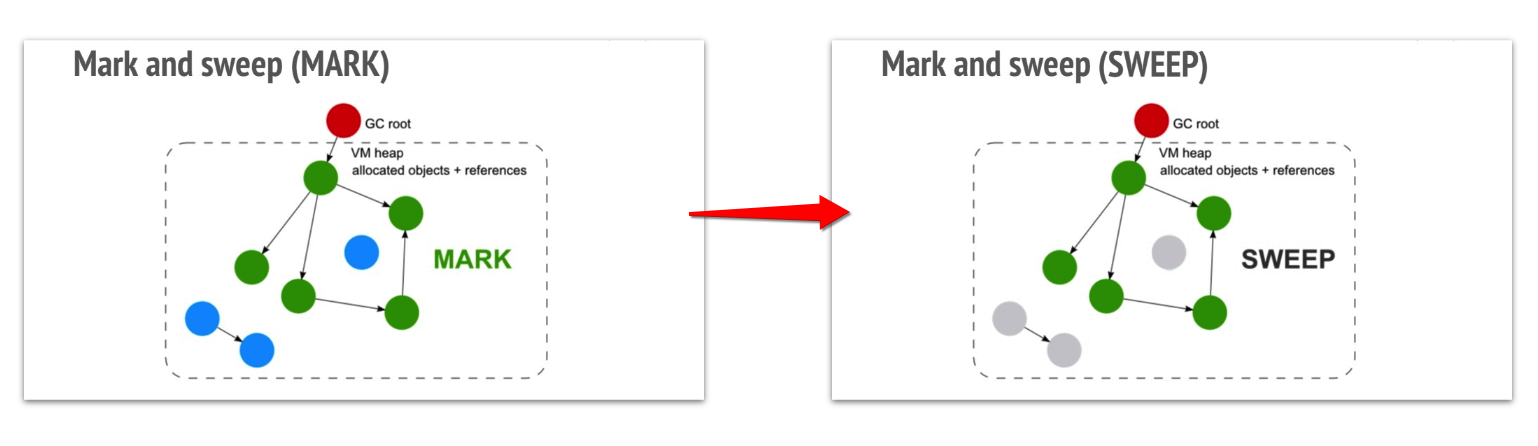 Mark and sweep (MARK)
GC root
VM heap
allocated objects + references
MARK
Mark and sweep (SWEEP)
GC root
VM heap
allocated objects + references
SWEEP